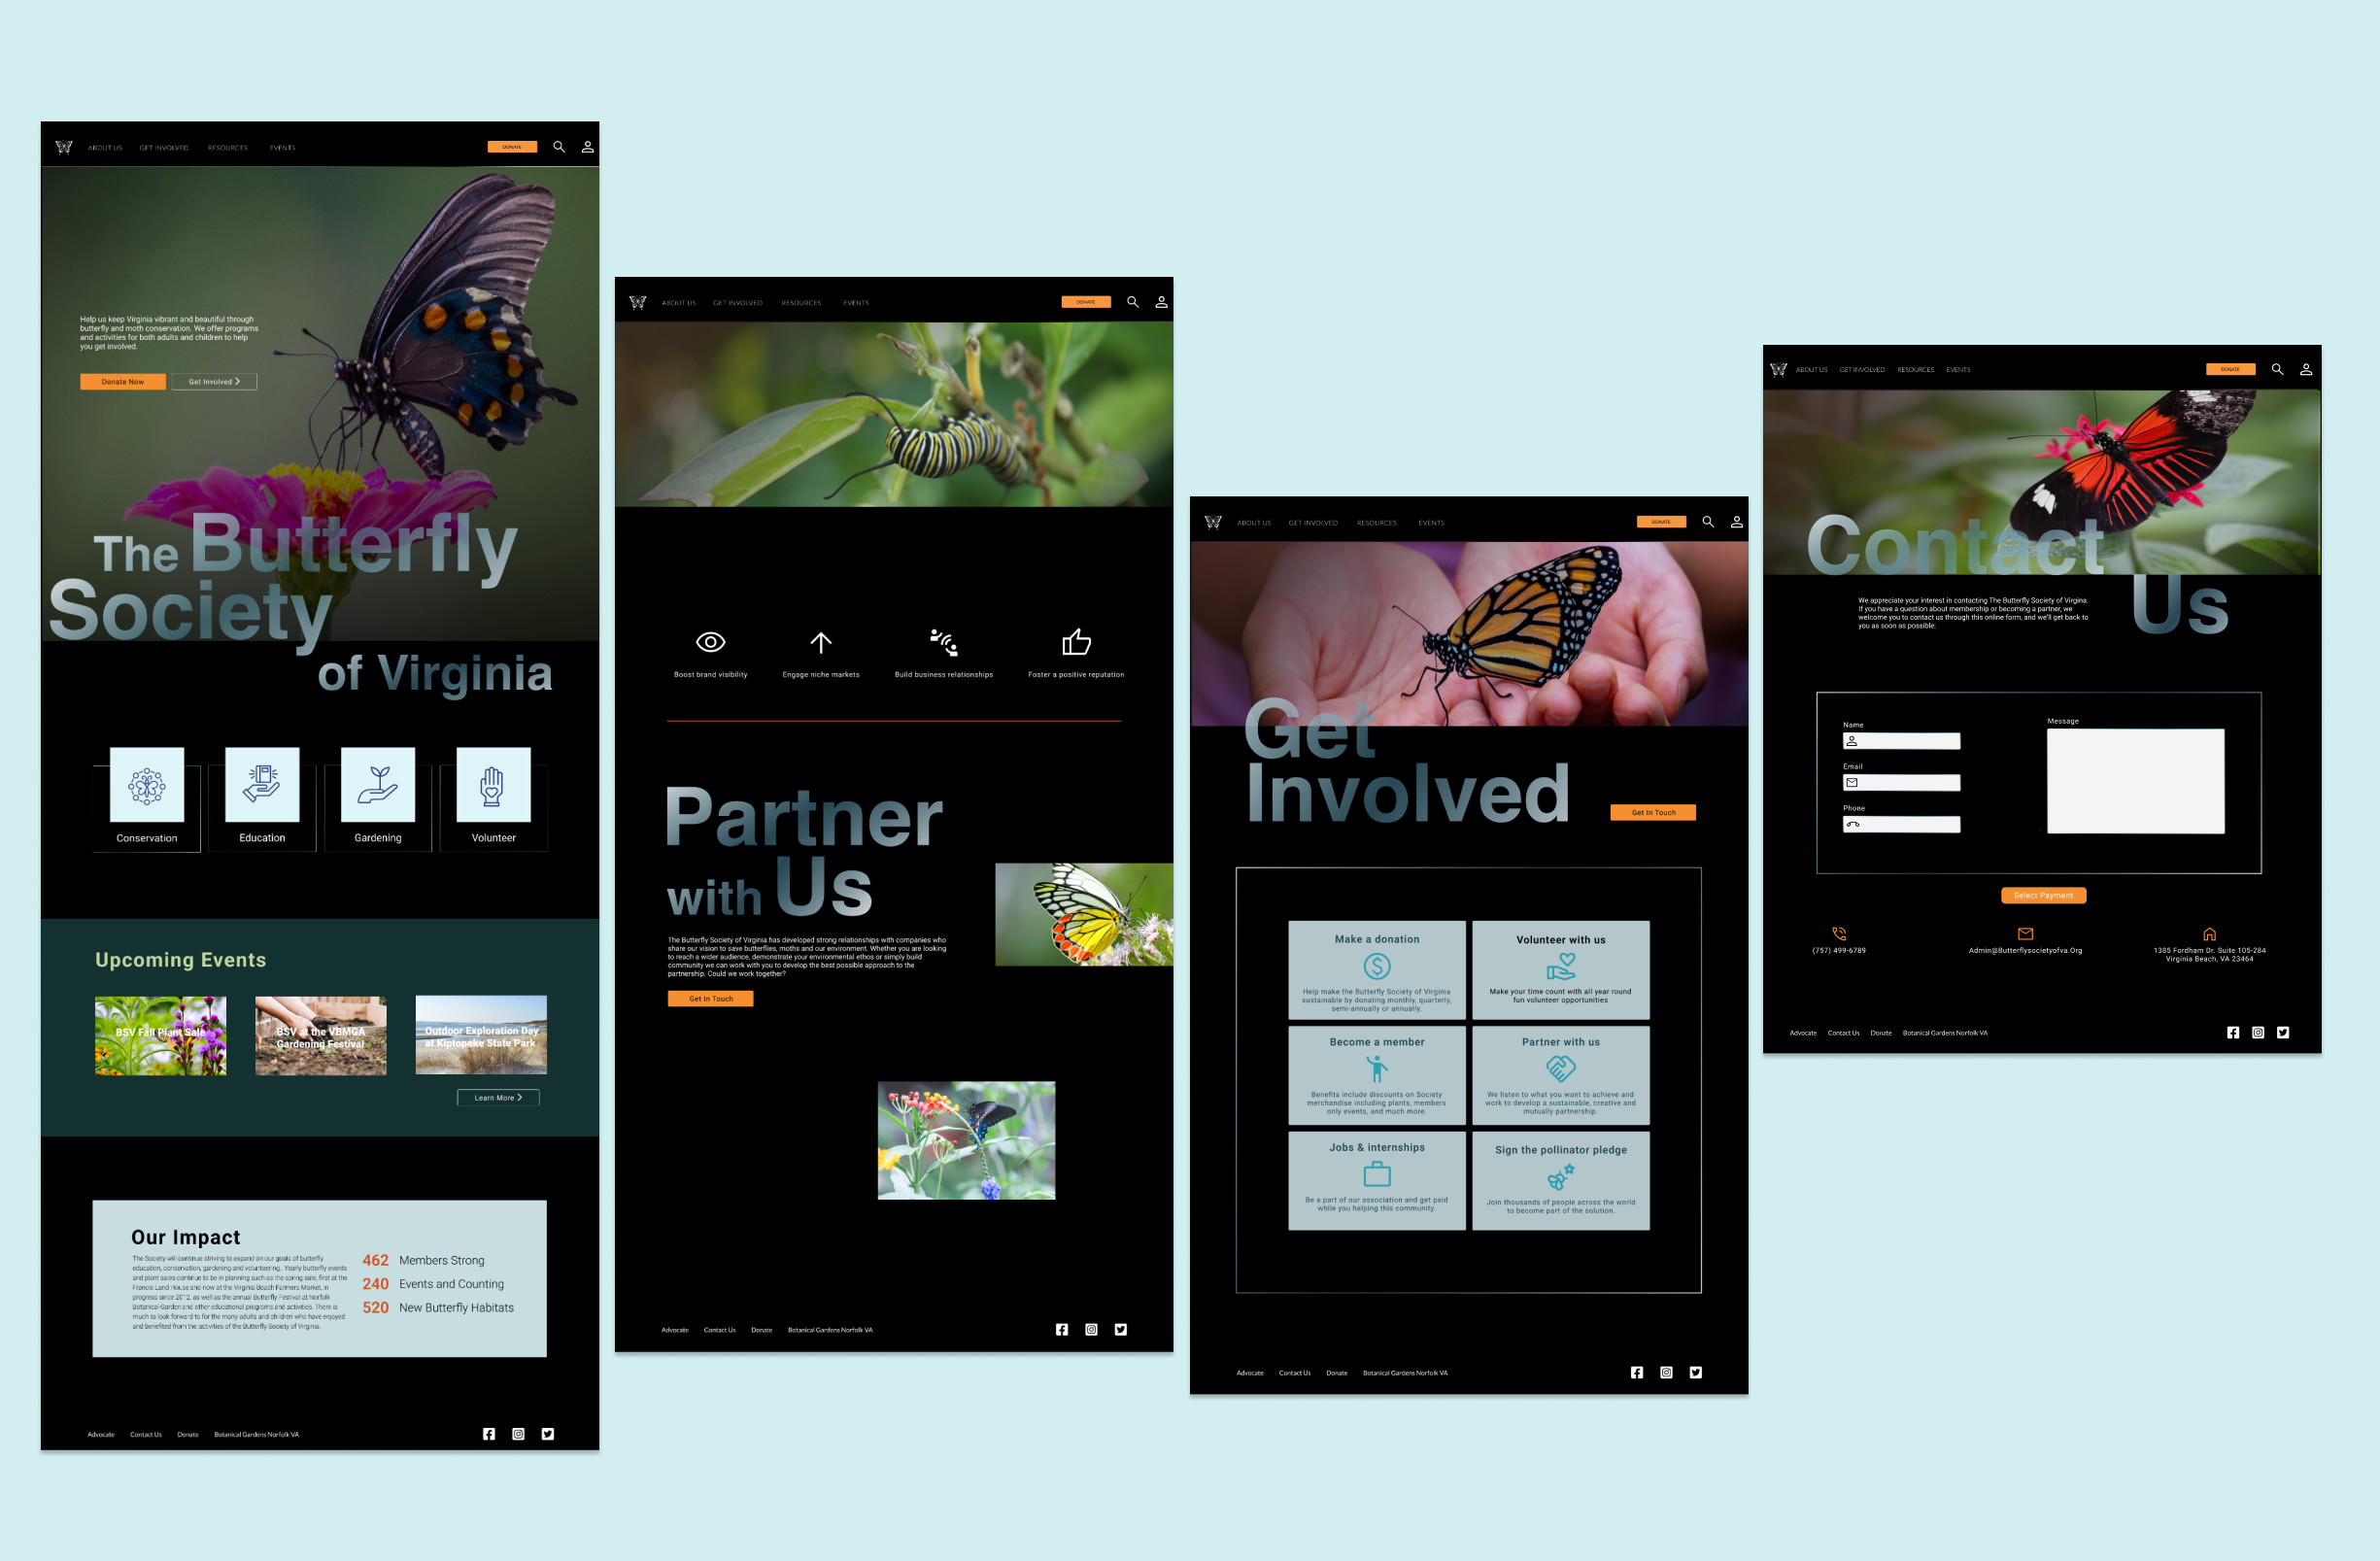 ABOUT US GET INVOLVED RESOURCES EVENTS DONATE
Help us keep Virginia vibrant and beautiful through
butterfly and moth conservation. We offer programs
and activities for both adults and children to help
you get involved.
Donate Now Get Involved
The Butterfly
Society
of Virginia
Conservation Education Gardening Volunteer
Upcoming Events
BSV Fall Plant Sale
BSV at the VBMGA
Gardening Festival
Outdoor Exploration Day
at Kiptopeke State Park
Learn More
Our Impact
The Society will continue striving to expand on our goals of butterfly
education, conservation, gardening and volunteering. Yearly butterfly events
and plant sales continue to be in planning such as the spring sale, first at the
Francis Land House and now at the Virginia Beach Farmers Market, in
progress since 2012, as well as the annual Butterfly Festival at Norfolk
Botanical Garden and other educational programs and activities. There is
much to look forward to for the many adults and children who have enjoyed
and benefited from the activities of the Butterfly Society of Virginia.
462 Members Strong
240 Events and Counting
520 New Butterfly Habitats
Advocate Contact Us Donate Botanical Gardens Norfolk VA
ABOUT US GET INVOLVED RESOURCES EVENTS DONATE
Boost brand visibility Engage niche markets Build business relationships Foster a positive reputation
Partner
with Us
The Butterfly Society of Virginia has developed strong relationships with companies who
share our vision to save butterflies, moths and our environment. Whether you are looking
to reach a wider audience, demonstrate your environmental ethos or simply build
community we can work with you to develop the best possible approach to the
partnership. Could we work together?
Get In Touch
Advocate Contact Us Donate Botanical Gardens Norfolk VA
ABOUT US GET INVOLVED RESOURCES EVENTS DONATE
Get
Involved
Get In Touch
Make a donation
Help make the Butterfly Society of Virginia
sustainable by donating monthly, quarterly,
semi-annually or annually.
Volunteer with us
Make your time count with all year round
fun volunteer opportunities
Become a member
Benefits include discounts on Society
merchandise including plants, members
only events, and much more.
Partner with us
We listen to what you want to achieve and
work to develop a sustainable, creative and
mutually partnership.
Jobs & internships
Be a part of our association and get paid
while you helping this community.
Sign the pollinator pledge
Join thousands of people across the world
to become part of the solution.
Advocate Contact Us Donate Botanical Gardens Norfolk VA
ABOUT US GET INVOLVED RESOURCES EVENTS DONATE
Contact
Us
We appreciate your interest in contacting The Butterfly Society of Virgina.
If you have a question about membership or becoming a partner, we
welcome you to contact us through this online form, and we'll get back to
you as soon as possible:
Name
Email
Phone
Message
Select Payment
(757) 499-6789
Admin@Butterflysocietyofva.Org
1385 Fordham Dr. Suite 105-284
Virginia Beach, VA 23464
Advocate Contact Us Donate Botanical Gardens Norfolk VA